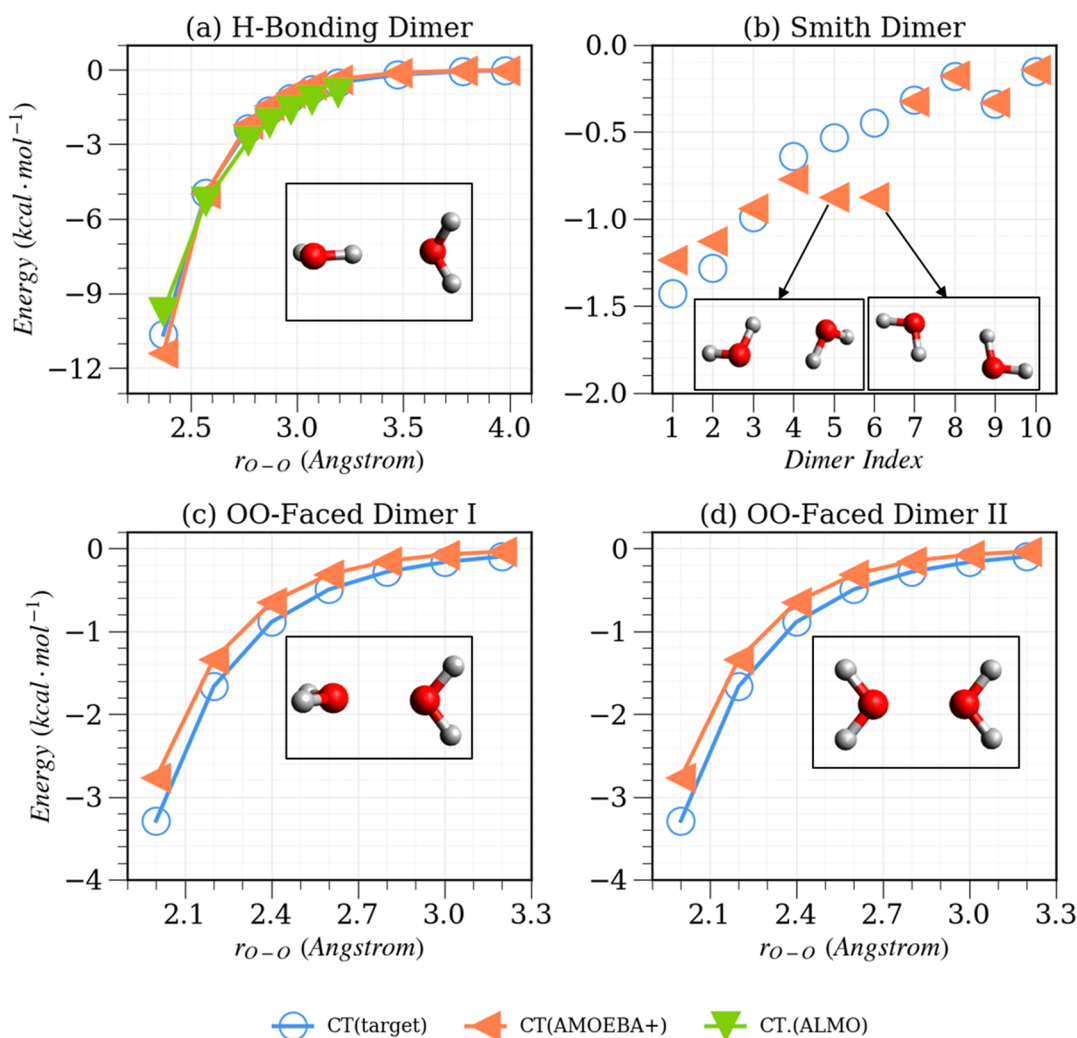 (a) H-Bonding Dimer
(b) Smith Dimer
Energy (kcal · mol⁻¹)
0
−3
−6
−9
−12
2.5 3.0 3.5 4.0
r_{O−O} (Angstrom)
0.0
−0.5
−1.0
−1.5
−2.0
1 2 3 4 5 6 7 8 9 10
Dimer Index
(c) OO-Faced Dimer I
(d) OO-Faced Dimer II
Energy (kcal · mol⁻¹)
0
−1
−2
−3
−4
2.1 2.4 2.7 3.0 3.3
r_{O−O} (Angstrom)
0
−1
−2
−3
−4
2.1 2.4 2.7 3.0 3.3
r_{O−O} (Angstrom)
CT(target) CT(AMOEBA+) CT.(ALMO)